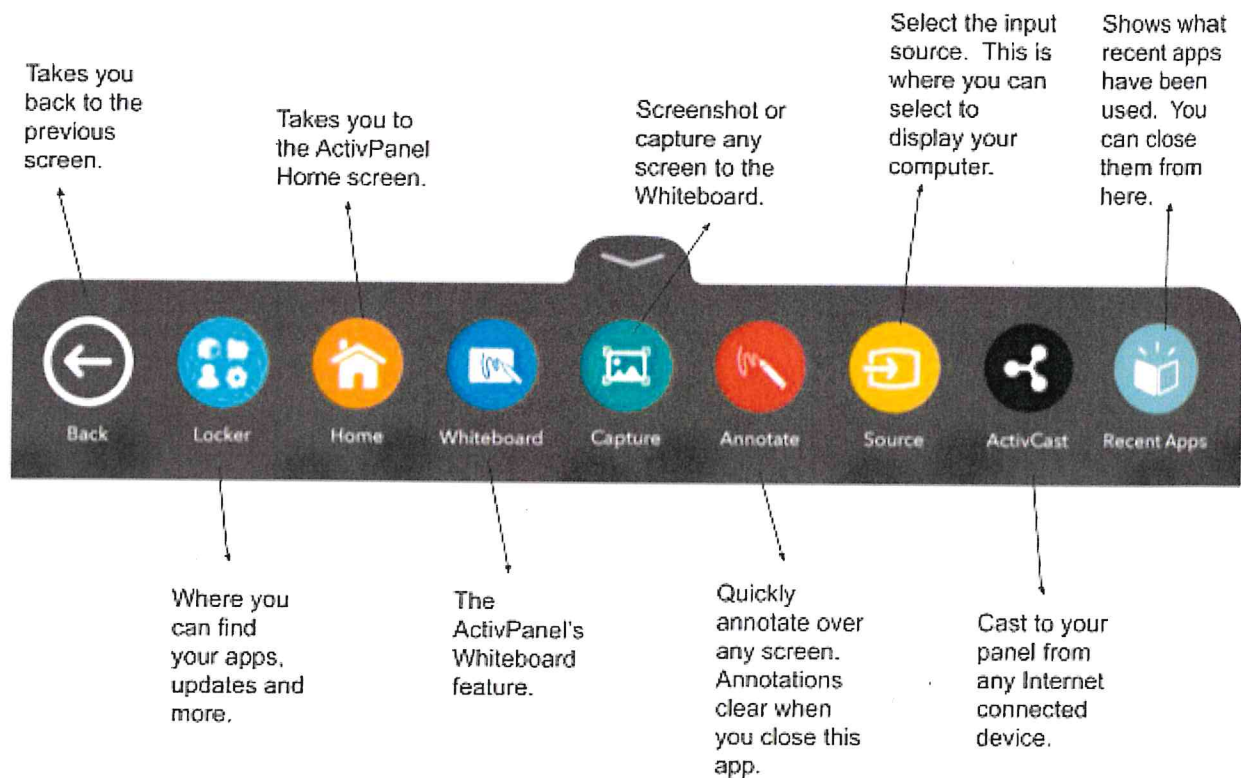 Takes you
back to the
previous
screen.
Takes you to
the ActivPanel
Home screen.
Screenshot or
capture any
screen to the
Whiteboard.
Select the input
source. This is
where you can
select to
display your
computer.
Shows what
recent apps
have been
used. You
can close
them from
here.
Back
Locker
Home
Whiteboard
Capture
Annotate
Source
ActivCast
Recent Apps
Where you
can find
your apps,
updates and
more.
The
ActivPanel's
Whiteboard
feature.
Quickly
annotate over
any screen.
Annotations
clear when
you close this
app.
Cast to your
panel from
any Internet
connected
device.